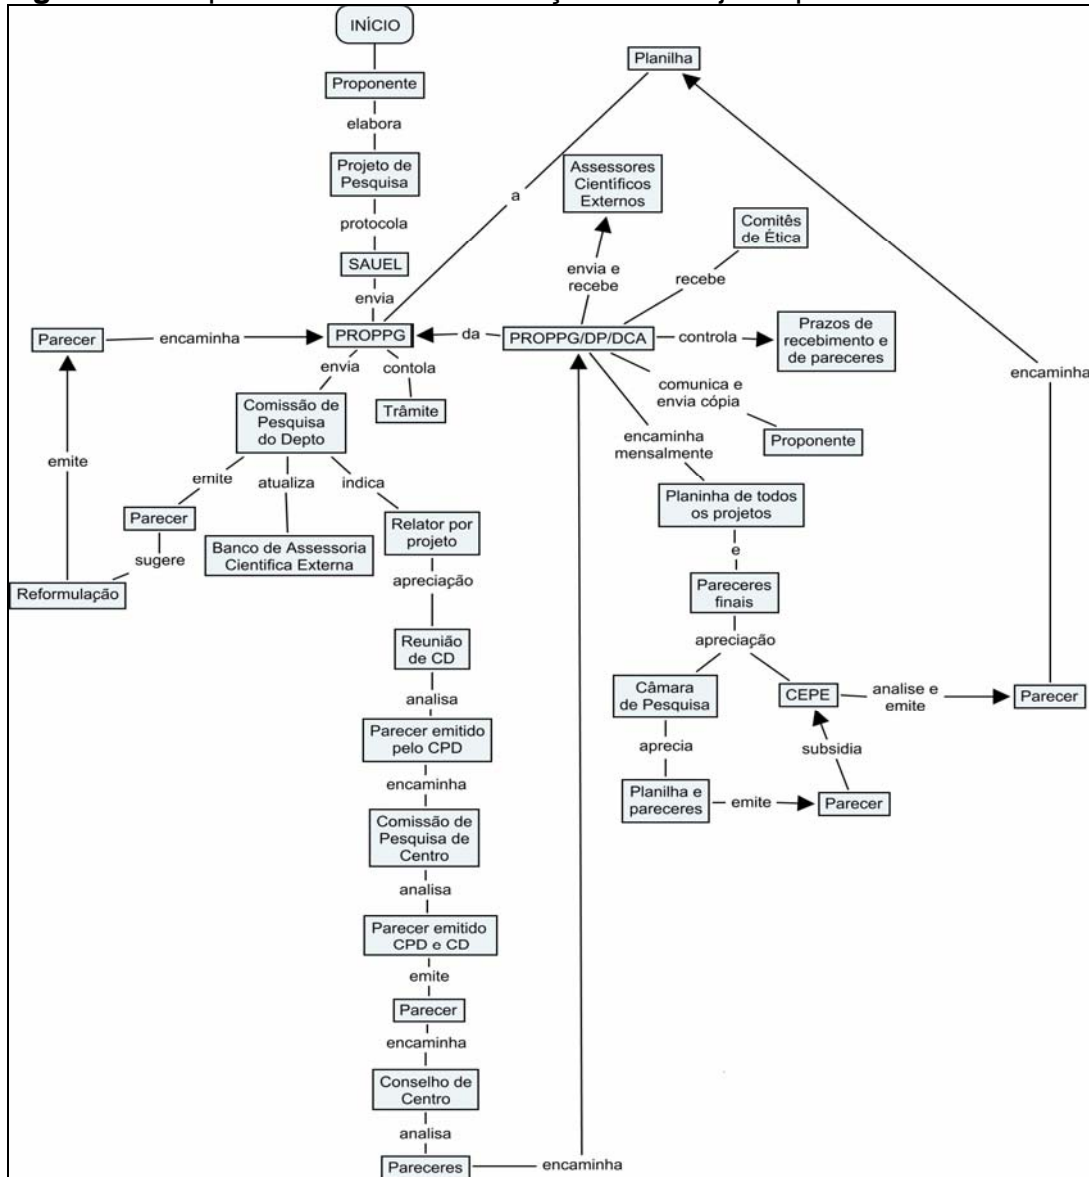 INÍCIO
Proponente
elabora
Projeto de
Pesquisa
protocola
SAUEL
envia
PROPPG
envia
contola
Trâmite
Comissão de
Pesquisa
do Depto
emite
atualiza
indica
Parecer
sugere
Reformulação
emite
Parecer
encaminha
Banco de Assessoria
Científica Externa
Relator por
projeto
apreciação
Reunião
de CD
analisa
Parecer emitido
pelo CPD
encaminha
Comissão de
Pesquisa de
Centro
analisa
Parecer emitido
CPD e CD
emite
Parecer
encaminha
Conselho de
Centro
analisa
Pareceres
encaminha
PROPPG/DP/DCA
da
envia e
recebe
Assessores
Científicos
Externos
recebe
Comitês
de Ética
controla
Prazos de
recebimento e
de pareceres
comunica e
envia cópia
Proponente
encaminha
mensalmente
Planinha de todos
os projetos
e
Pareceres
finais
apreciação
Câmara
de Pesquisa
aprecia
Planilha e
pareceres
emite
Parecer
subsidia
CEPE
analise e
emite
Parecer
encaminha
Planilha
a